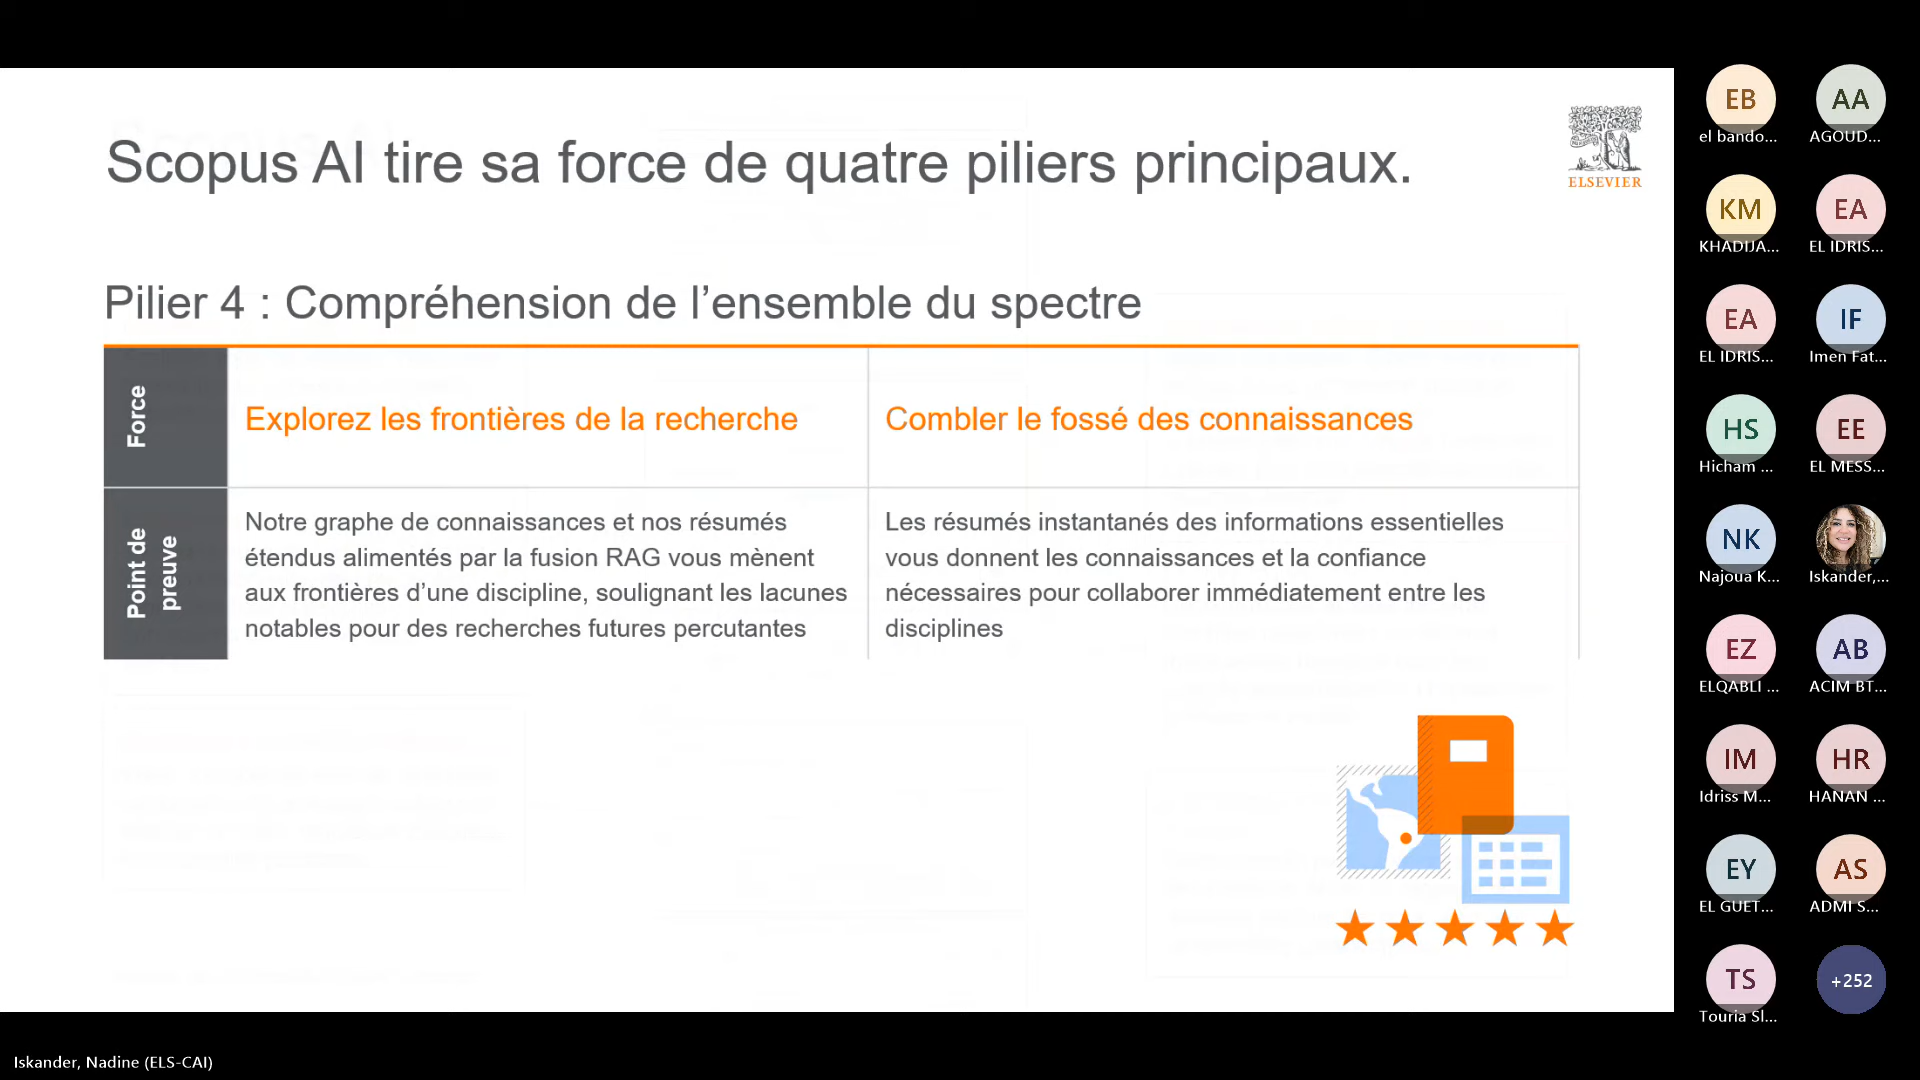 Scopus AI tire sa force de quatre piliers principaux.
ELSEVIER
Pilier 4 : Compréhension de l’ensemble du spectre
Force
Explorez les frontières de la recherche
Combler le fossé des connaissances
Point de
preuve
Notre graphe de connaissances et nos résumés
étendus alimentés par la fusion RAG vous mènent
aux frontières d’une discipline, soulignant les lacunes
notables pour des recherches futures percutantes
Les résumés instantanés des informations essentielles
vous donnent les connaissances et la confiance
nécessaires pour collaborer immédiatement entre les
disciplines
EB
el bando...
AA
AGOUD...
KM
KHADIJA...
EA
EL IDRIS...
EA
EL IDRIS...
IF
Imen Fat...
HS
Hicham ...
EE
EL MESS...
NK
Najoua K...
Iskander,...
EZ
ELQABLI ...
AB
ACIM BT...
IM
Idriss M...
HR
HANAN ...
EY
EL GUET...
AS
ADMI S...
TS
Touria Sl...
+252
Iskander, Nadine (ELS-CAI)